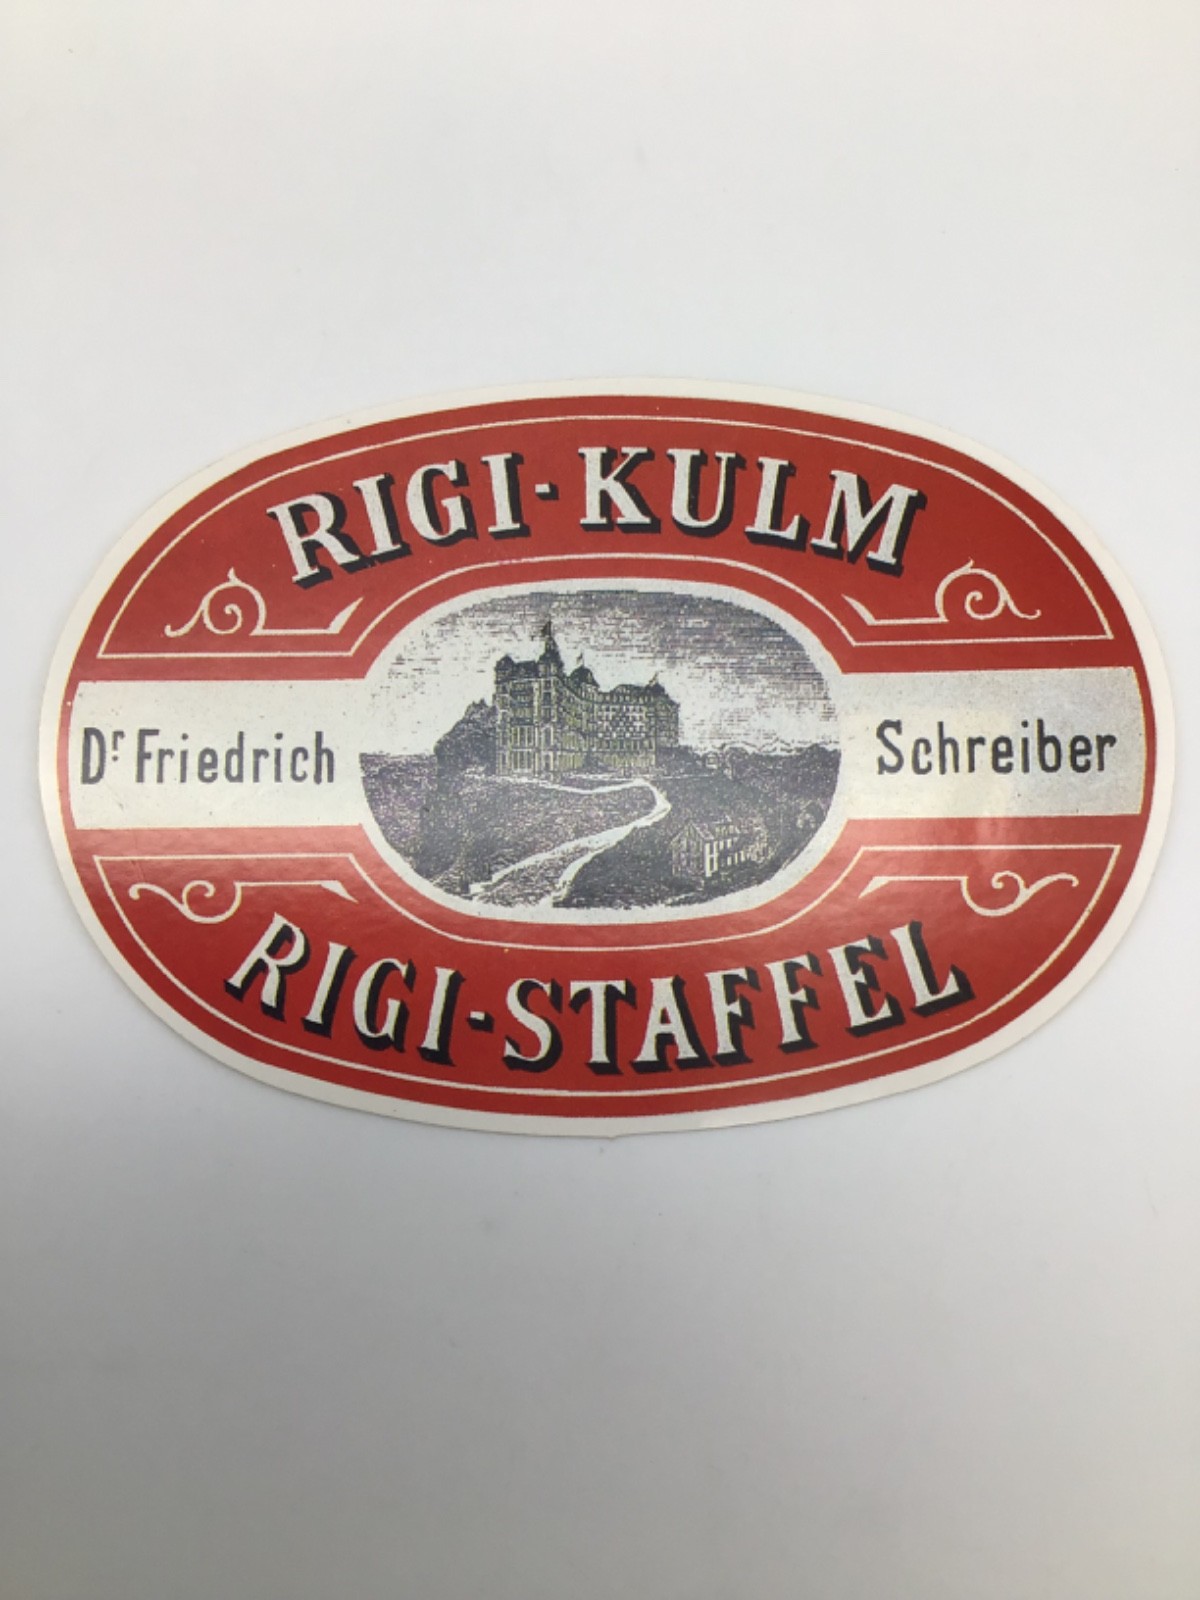 RIGI-KULM
Dr Friedrich Schreiber
RIGI-STAFFEL